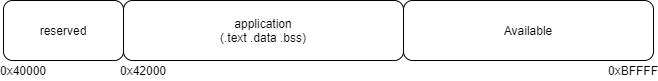 reserved
application
(.text .data .bss)
Available
0x40000
0x42000
0xBFFFF